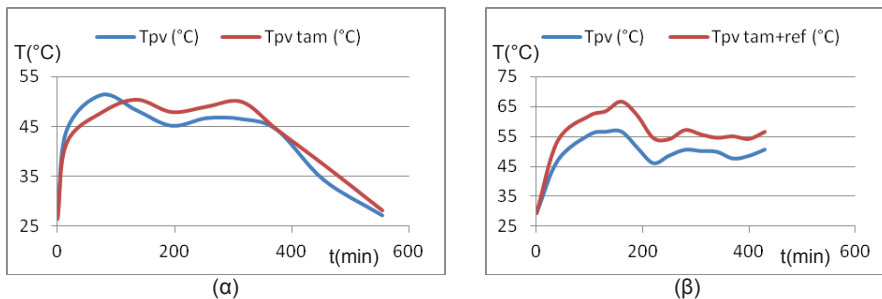 Tpv (°C) Tpv tam (°C)
T(°C)
55
45
35
25
0 200 400 t(min) 600
(α)
Tpv (°C) Tpv tam+ref (°C)
T(°C)
75
65
55
45
35
25
0 200 400 t(min) 600
(β)